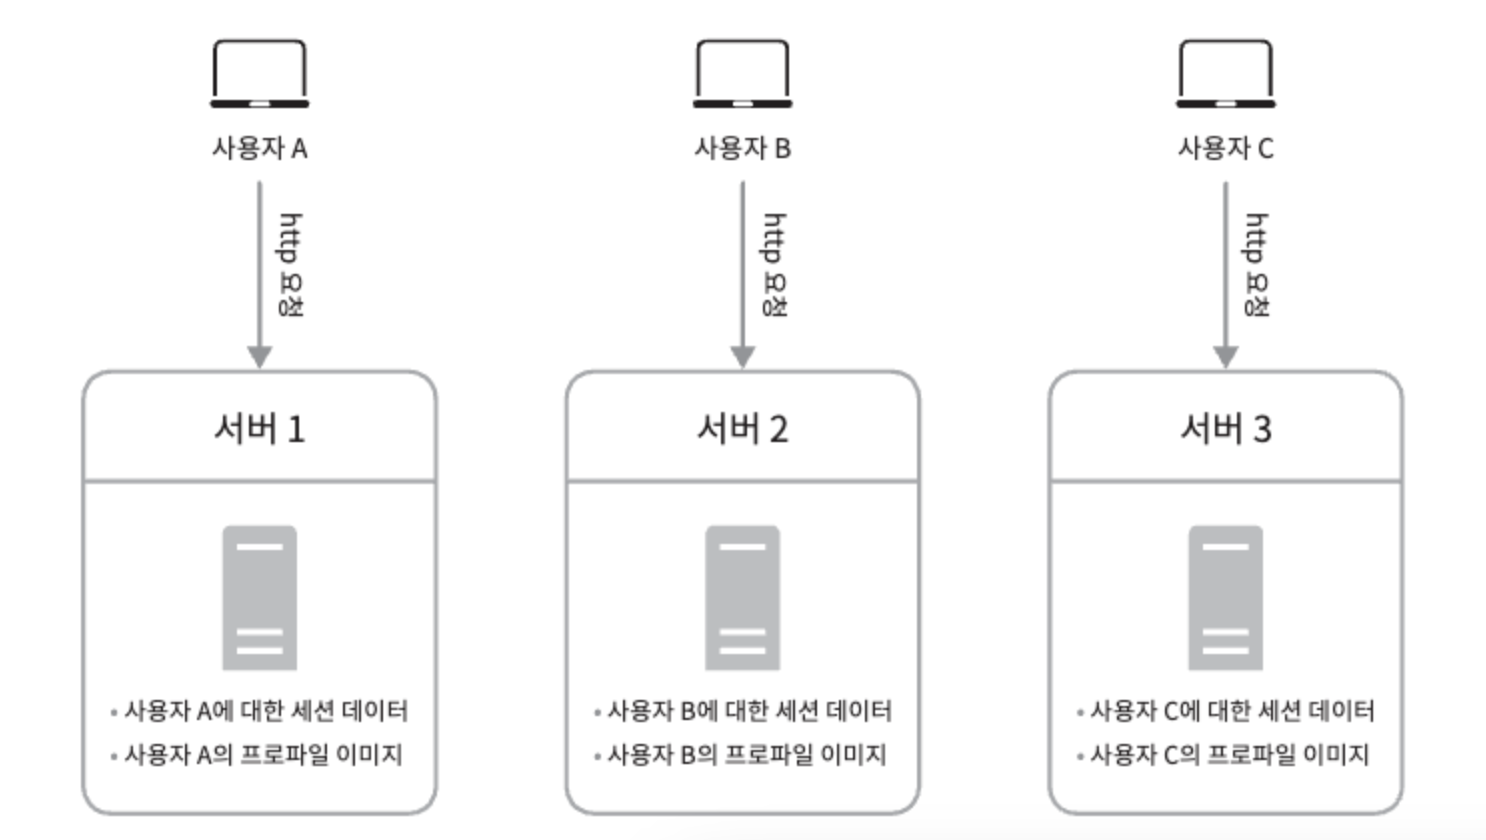 사용자 A
사용자 B
사용자 C
http 요청
http 요청
http 요청
서버 1
서버 2
서버 3
• 사용자 A에 대한 세션 데이터
• 사용자 A의 프로파일 이미지
• 사용자 B에 대한 세션 데이터
• 사용자 B의 프로파일 이미지
• 사용자 C에 대한 세션 데이터
• 사용자 C의 프로파일 이미지